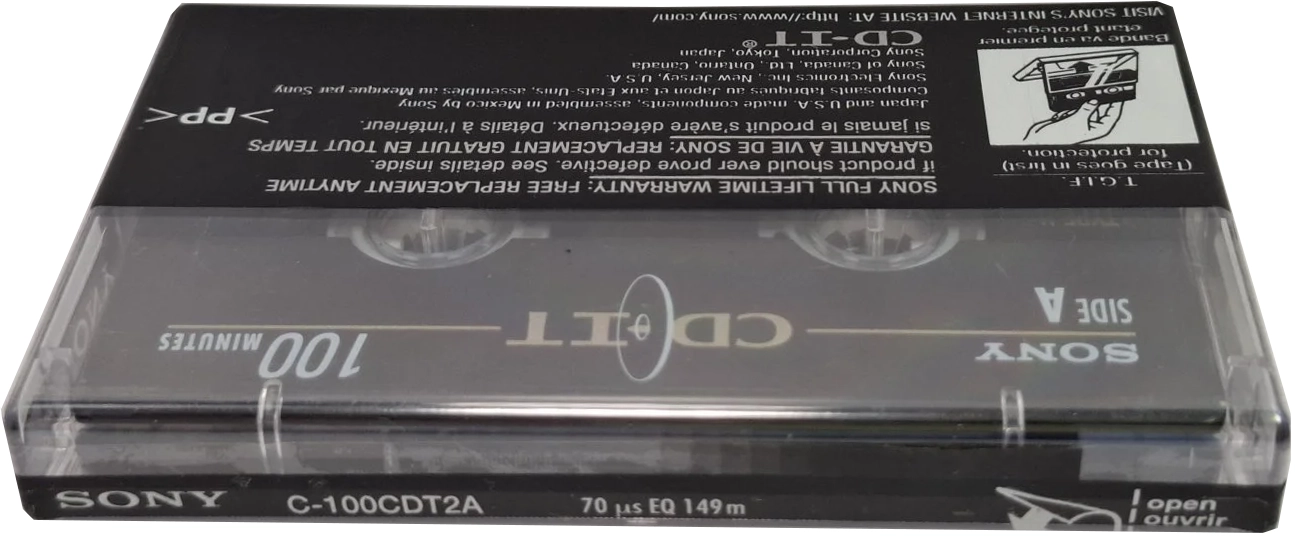 SONY C-100CDT2A 70 µs EQ 149m
open
ouvrir
SONY
SIDE A
CD-IT
100 MINUTES
T.G.I.F.
(Tape goes in first)
for protection.
Bande va en premier
étant protegée.
SONY FULL LIFETIME WARRANTY: FREE REPLACEMENT ANYTIME
if product should ever prove defective. See details inside.
GARANTIE À VIE DE SONY: REPLACEMENT GRATUIT EN TOUT TEMPS
si jamais le produit s'avère défectueux. Détails à l'intérieur.
Japan and U.S.A. made components, assembled in Mexico by Sony
Composants fabriqués au Japon et aux Etats-Unis, assemblés au Mexique par Sony
Sony Electronics Inc., New Jersey, U.S.A.
Sony of Canada, Ltd., Ontario, Canada
Sony Corporation, Tokyo, Japan
CD-IT®
>PP<
VISIT SONY'S INTERNET WEBSITE AT: http://www.sony.com/